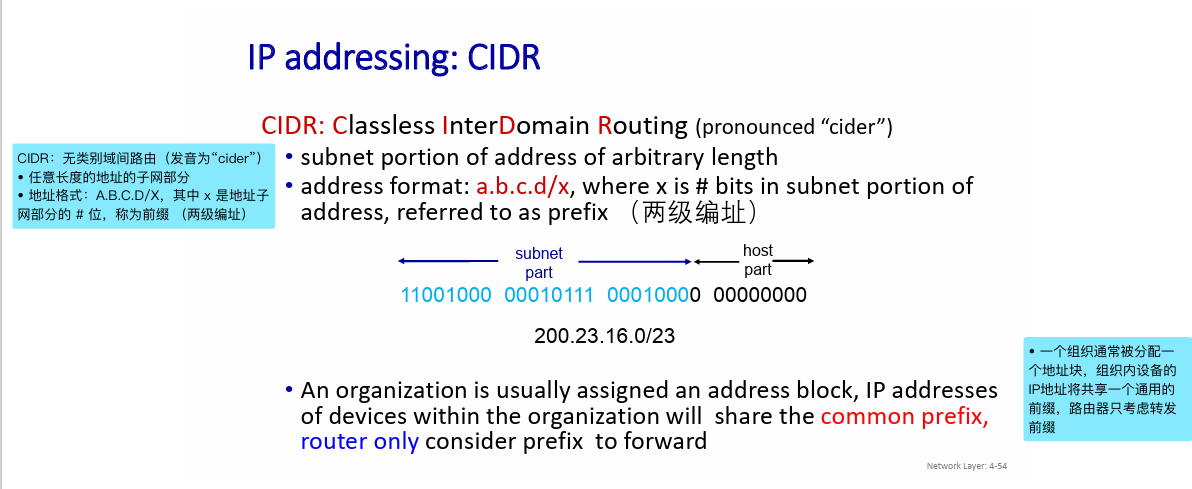 IP addressing: CIDR
CIDR: Classless InterDomain Routing (pronounced “cider”)
• subnet portion of address of arbitrary length
• address format: a.b.c.d/x, where x is # bits in subnet portion of
address, referred to as prefix （两级编址）
CIDR：无类别域间路由（发音为“cider”）
• 任意长度的地址的子网部分
• 地址格式：A.B.C.D/X，其中 x 是地址子
网部分的 # 位，称为前缀 （两级编址）
subnet
part
host
part
11001000 00010111 00010000 00000000
200.23.16.0/23
• An organization is usually assigned an address block, IP addresses
of devices within the organization will share the common prefix,
router only consider prefix to forward
• 一个组织通常被分配一
个地址块，组织内设备的
IP地址将共享一个通用的
前缀，路由器只考虑转发
前缀
Network Layer: 4-54